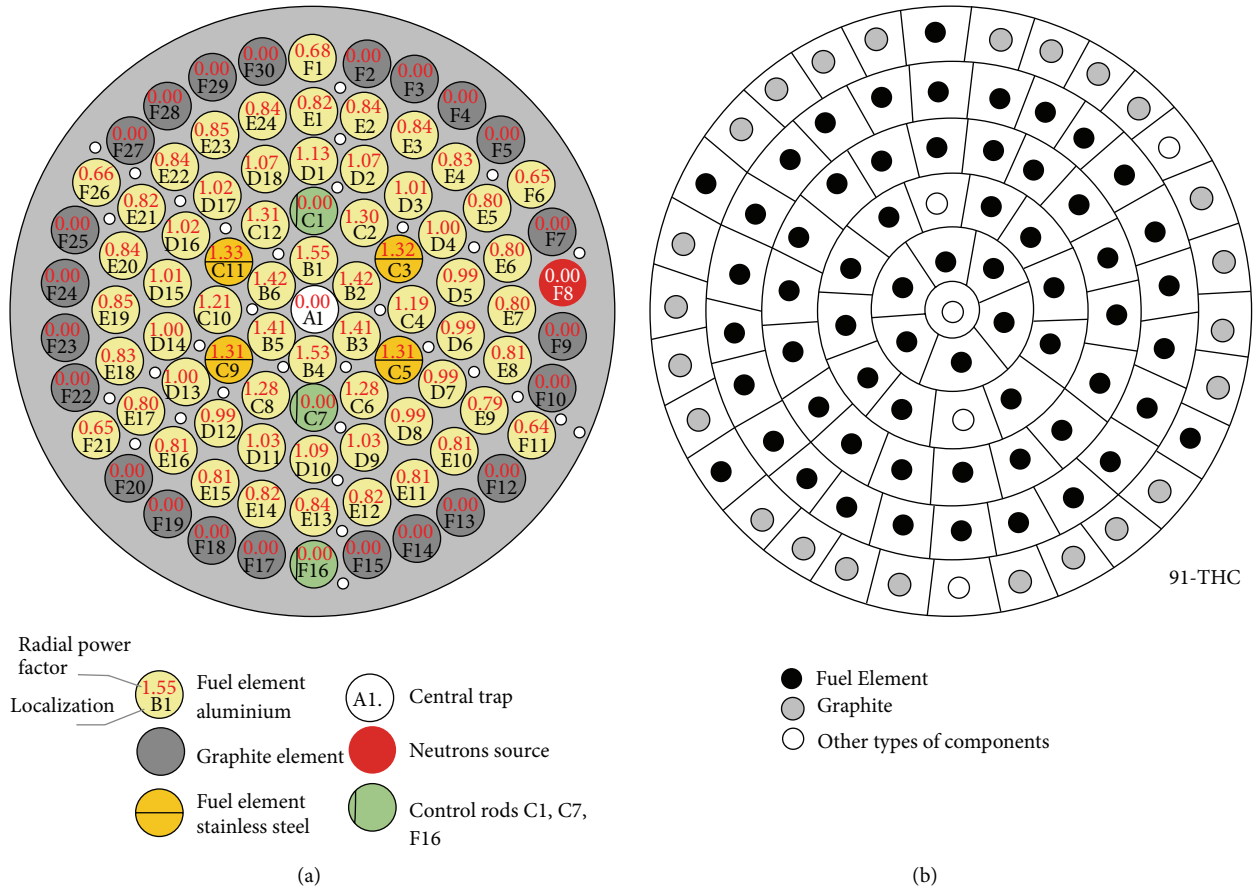 0.00
F30
0.68
F1
0.00
F2
0.00
F29
0.00
F3
0.00
F28
0.00
F4
0.00
F27
0.84
E24
0.82
E1
0.84
E2
0.00
F5
0.85
E23
0.84
E3
0.84
E22
1.07
D18
1.13
D1
1.07
D2
0.83
E4
0.66
F26
0.65
F6
0.82
E21
1.02
D17
1.01
D3
0.80
E5
0.00
F25
1.02
D16
1.31
C12
0.00
C1
1.30
C2
1.00
D4
0.00
F7
0.84
E20
1.33
C11
1.55
B1
1.32
C3
0.80
E6
0.00
F24
1.01
D15
1.42
B6
1.42
B2
0.99
D5
0.00
F8
0.85
E19
1.21
C10
0.00
A1
1.19
C4
0.80
E7
0.00
F23
1.00
D14
1.41
B5
1.41
B3
0.99
D6
0.00
F9
0.83
E18
1.31
C9
1.53
B4
1.31
C5
0.81
E8
0.00
F22
1.00
D13
1.28
C8
0.00
C7
1.28
C6
0.99
D7
0.00
F10
0.80
E17
0.99
D12
0.99
D8
0.79
E9
0.65
F21
0.64
F11
0.81
E16
1.03
D11
1.09
D10
1.03
D9
0.81
E10
0.00
F20
0.81
E15
0.81
E11
0.00
F12
0.82
E14
0.84
E13
0.82
E12
0.00
F19
0.00
F13
0.00
F18
0.00
F14
0.00
F17
0.00
F16
0.00
F15
91-THC
Radial power
factor
Localization
1.55
B1
Fuel element
aluminium
A1.
Central trap
Graphite element
Neutrons source
Fuel element
stainless steel
Control rods C1, C7,
F16
Fuel Element
Graphite
Other types of components
(a)
(b)